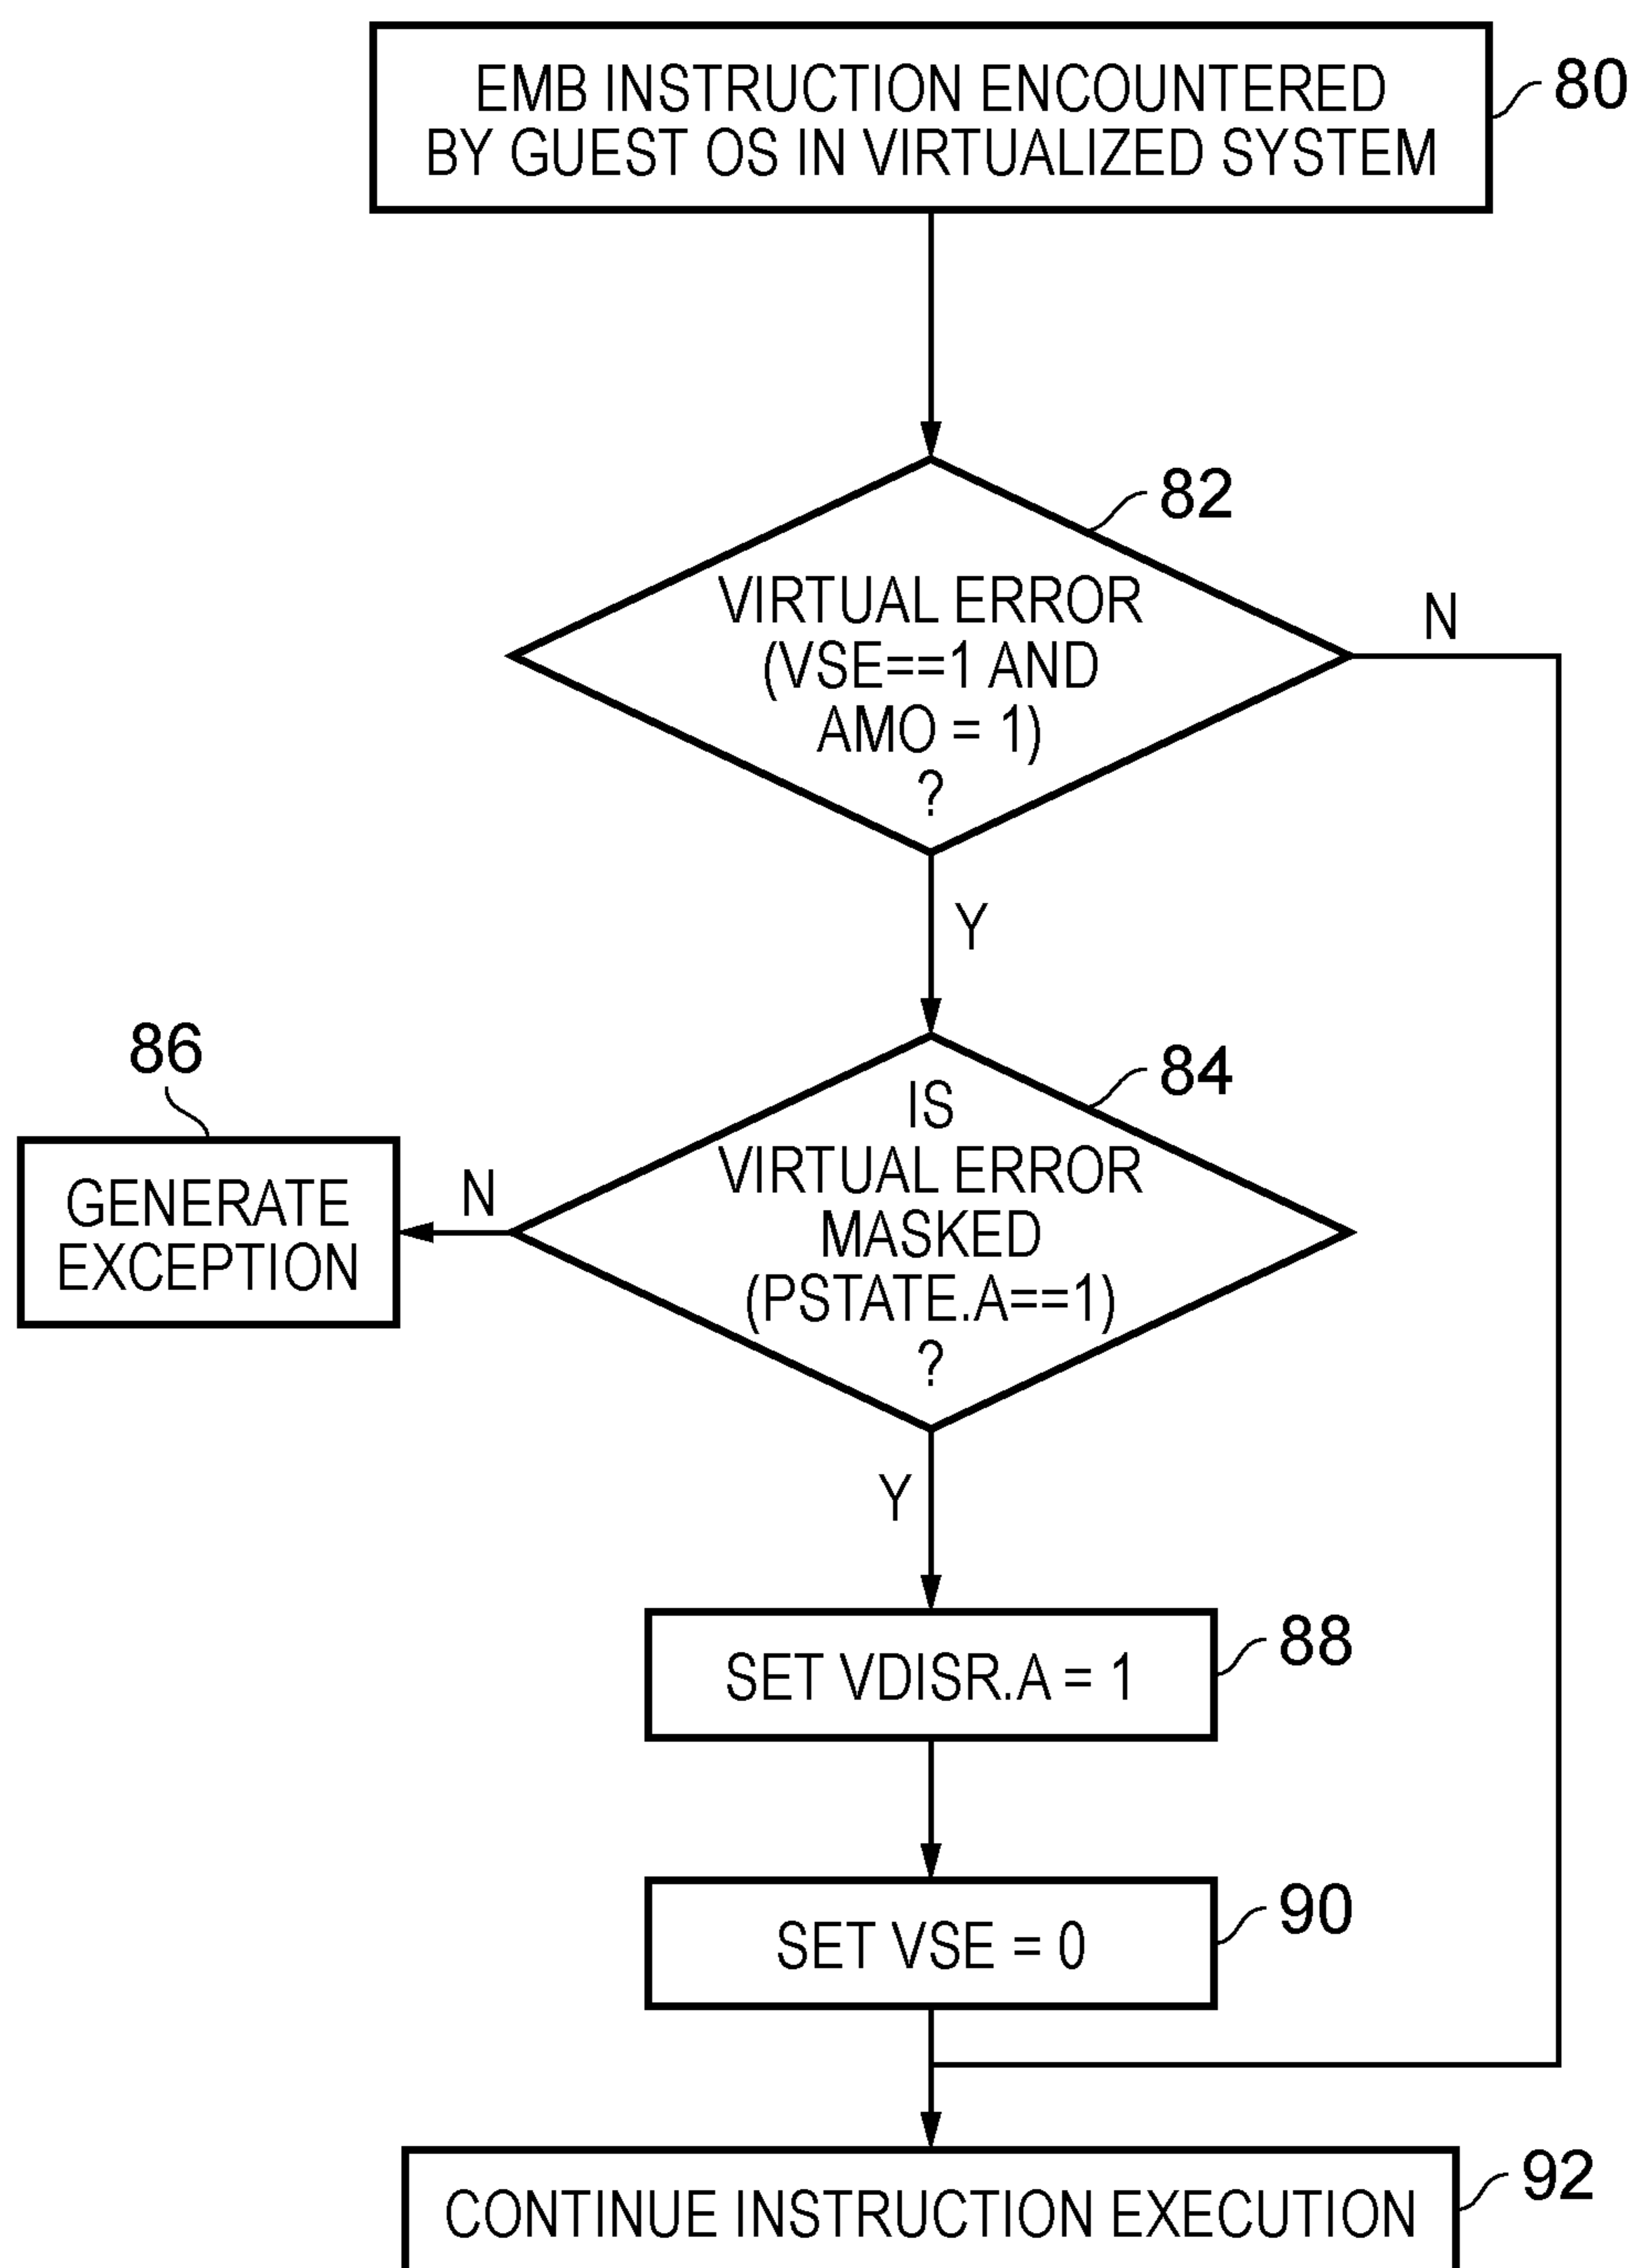 EMB INSTRUCTION ENCOUNTERED
BY GUEST OS IN VIRTUALIZED SYSTEM
80
82
VIRTUAL ERROR
(VSE==1 AND
AMO = 1)
?
N
Y
86
84
IS
VIRTUAL ERROR
MASKED
(PSTATE.A==1)
?
N
GENERATE
EXCEPTION
Y
SET VDISR.A = 1
88
SET VSE = 0
90
CONTINUE INSTRUCTION EXECUTION
92